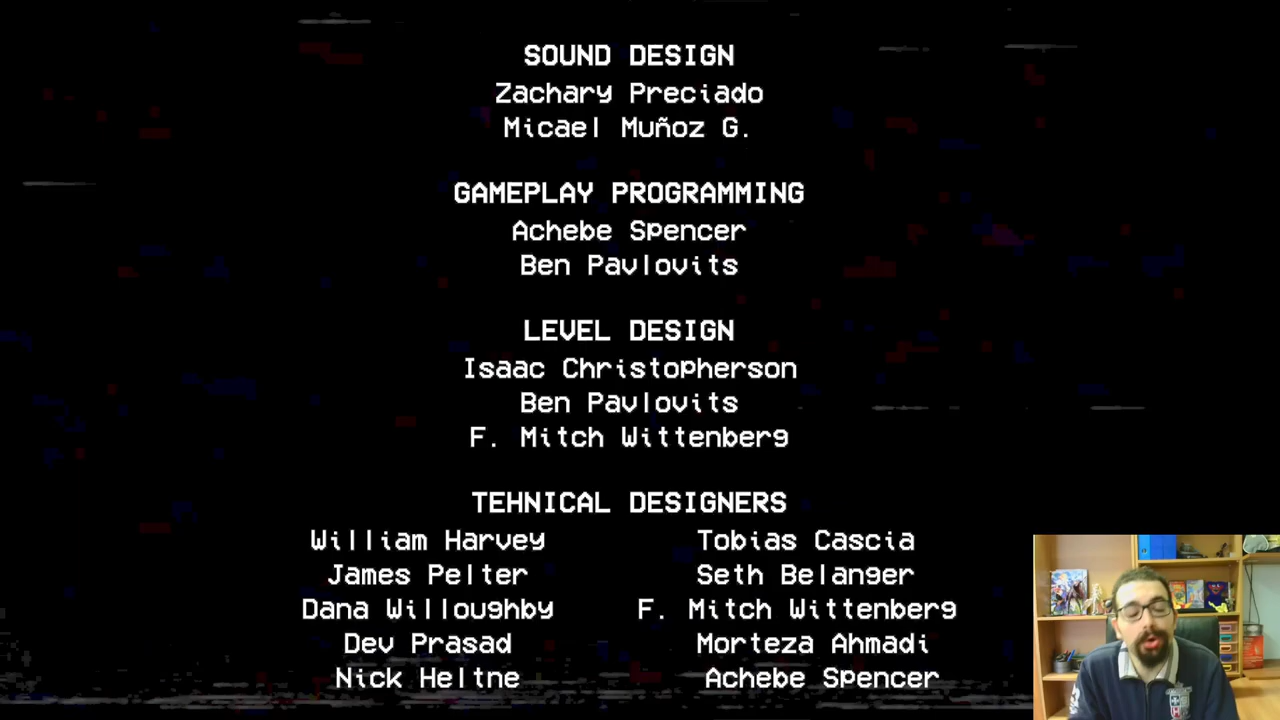 SOUND DESIGN
Zachary Preciado
Micael Muñoz G.
GAMEPLAY PROGRAMMING
Achebe Spencer
Ben Pavlovits
LEVEL DESIGN
Isaac Christopherson
Ben Pavlovits
F. Mitch Wittenberg
TEHNICAL DESIGNERS
William Harvey
Tobias Cascia
James Pelter
Seth Belanger
Dana Willoughby
F. Mitch Wittenberg
Dev Prasad
Morteza Ahmadi
Nick Heltne
Achebe Spencer